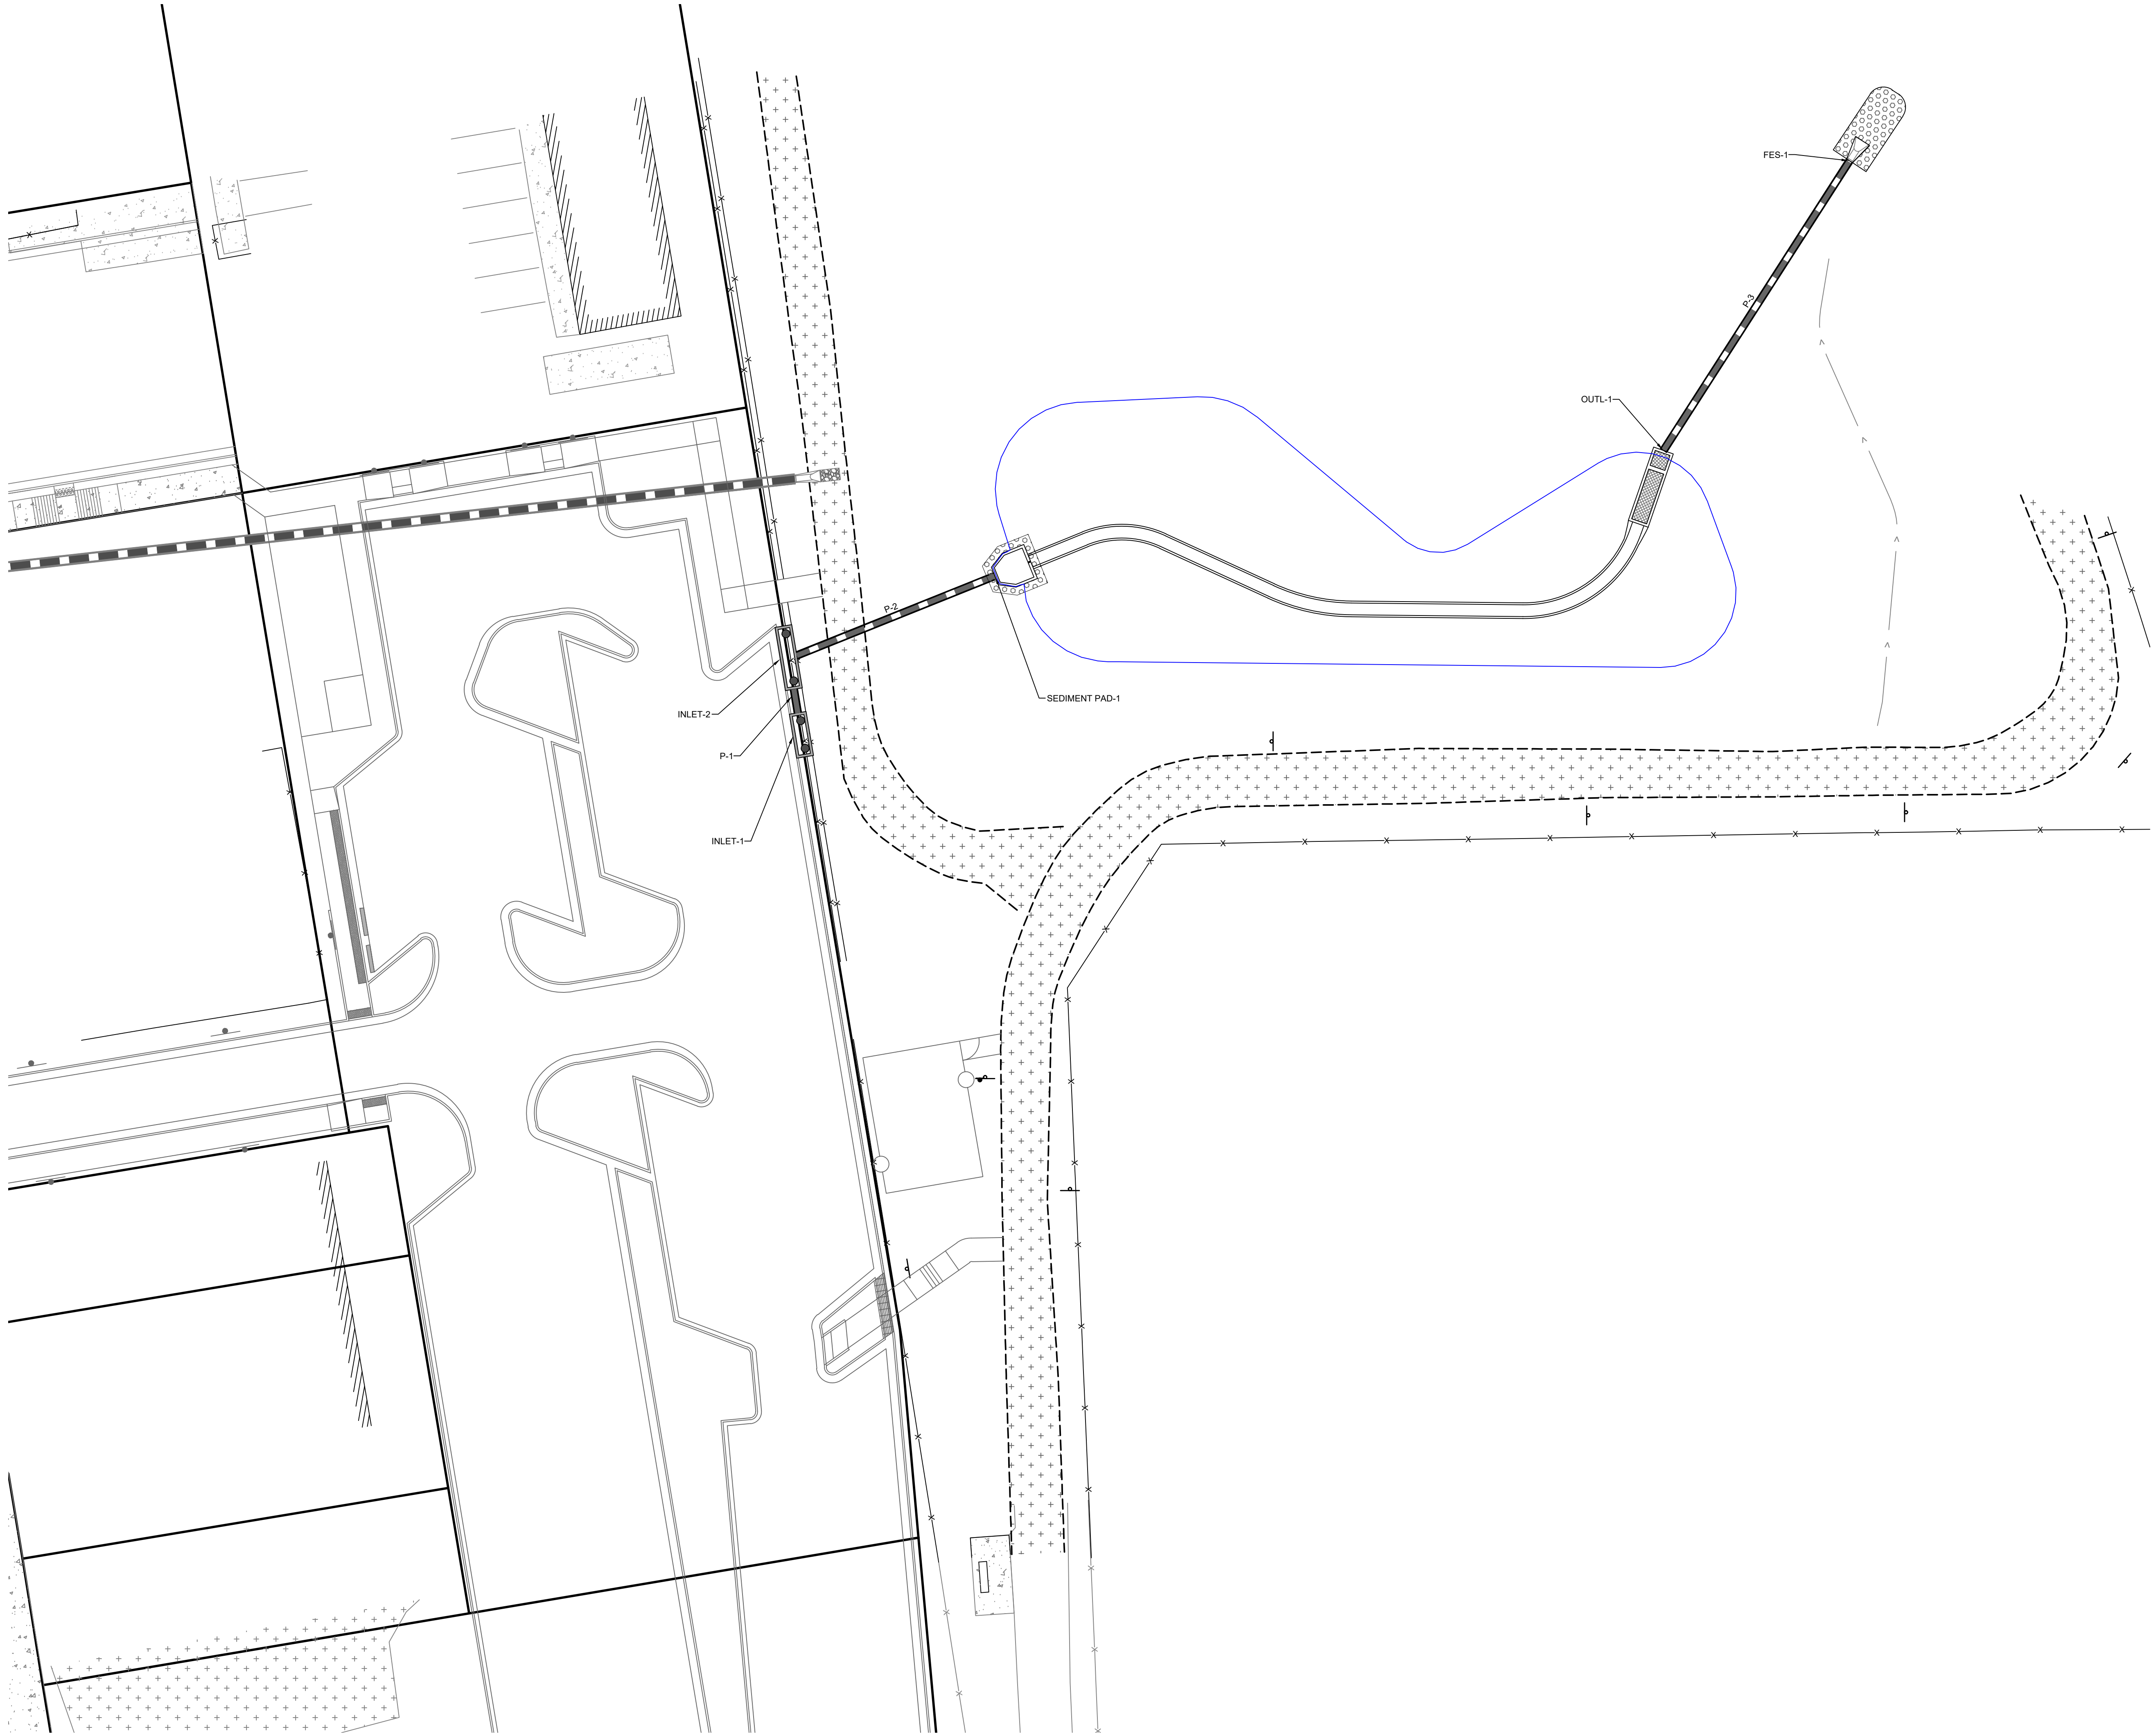 FES-1
P-3
OUTL-1
P-2
SEDIMENT PAD-1
INLET-2
P-1
INLET-1